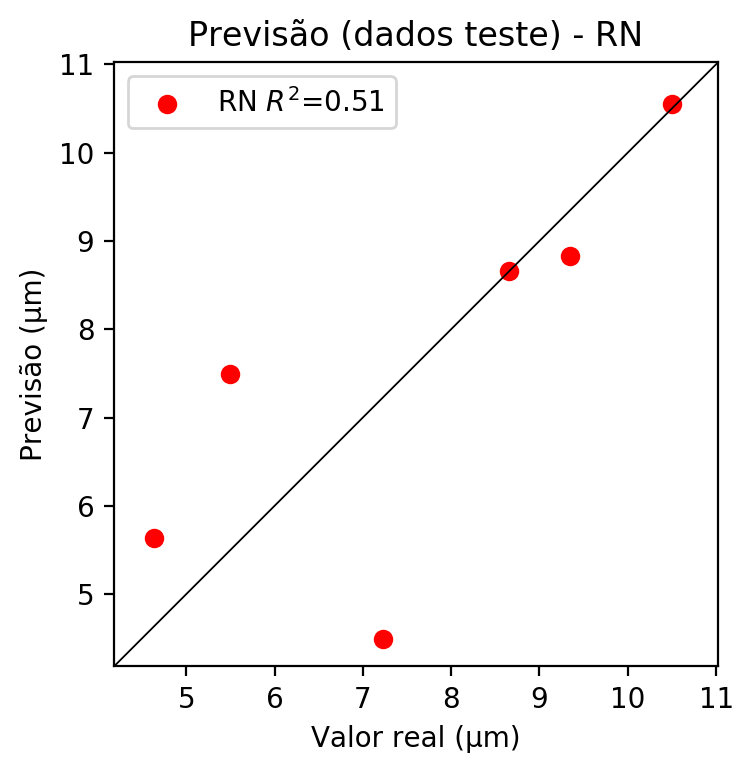 Previsão (dados teste) - RN
RN R²=0.51
Previsão (µm)
11
10
9
8
7
6
5
5 6 7 8 9 10 11
Valor real (µm)